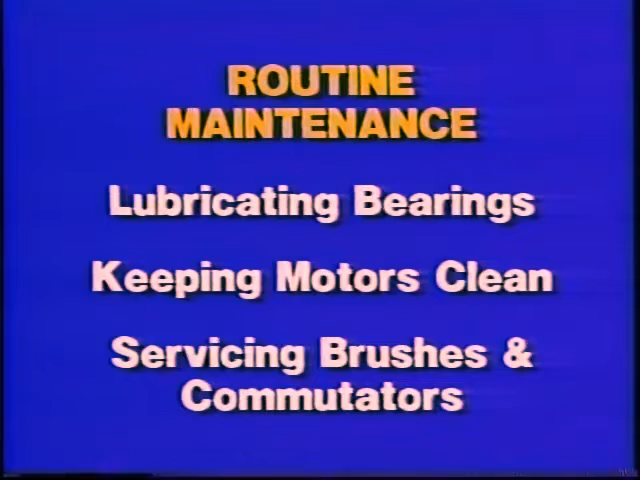 ROUTINE
MAINTENANCE
Lubricating Bearings
Keeping Motors Clean
Servicing Brushes &
Commutators